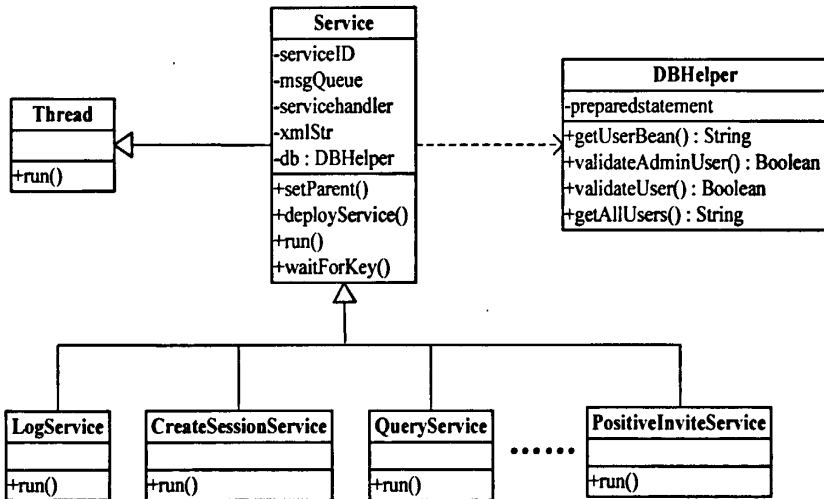 Service
-serviceID
-msgQueue
-servicehandler
-xmlStr
-db : DBHelper
+setParent()
+deployService()
+run()
+waitForKey()
Thread
+run()
DBHelper
-preparedstatement
+getUserBean() : String
+validateAdminUser() : Boolean
+validateUser() : Boolean
+getAllUsers() : String
LogService
+run()
CreateSessionService
+run()
QueryService
+run()
......
PositiveInviteService
+run()